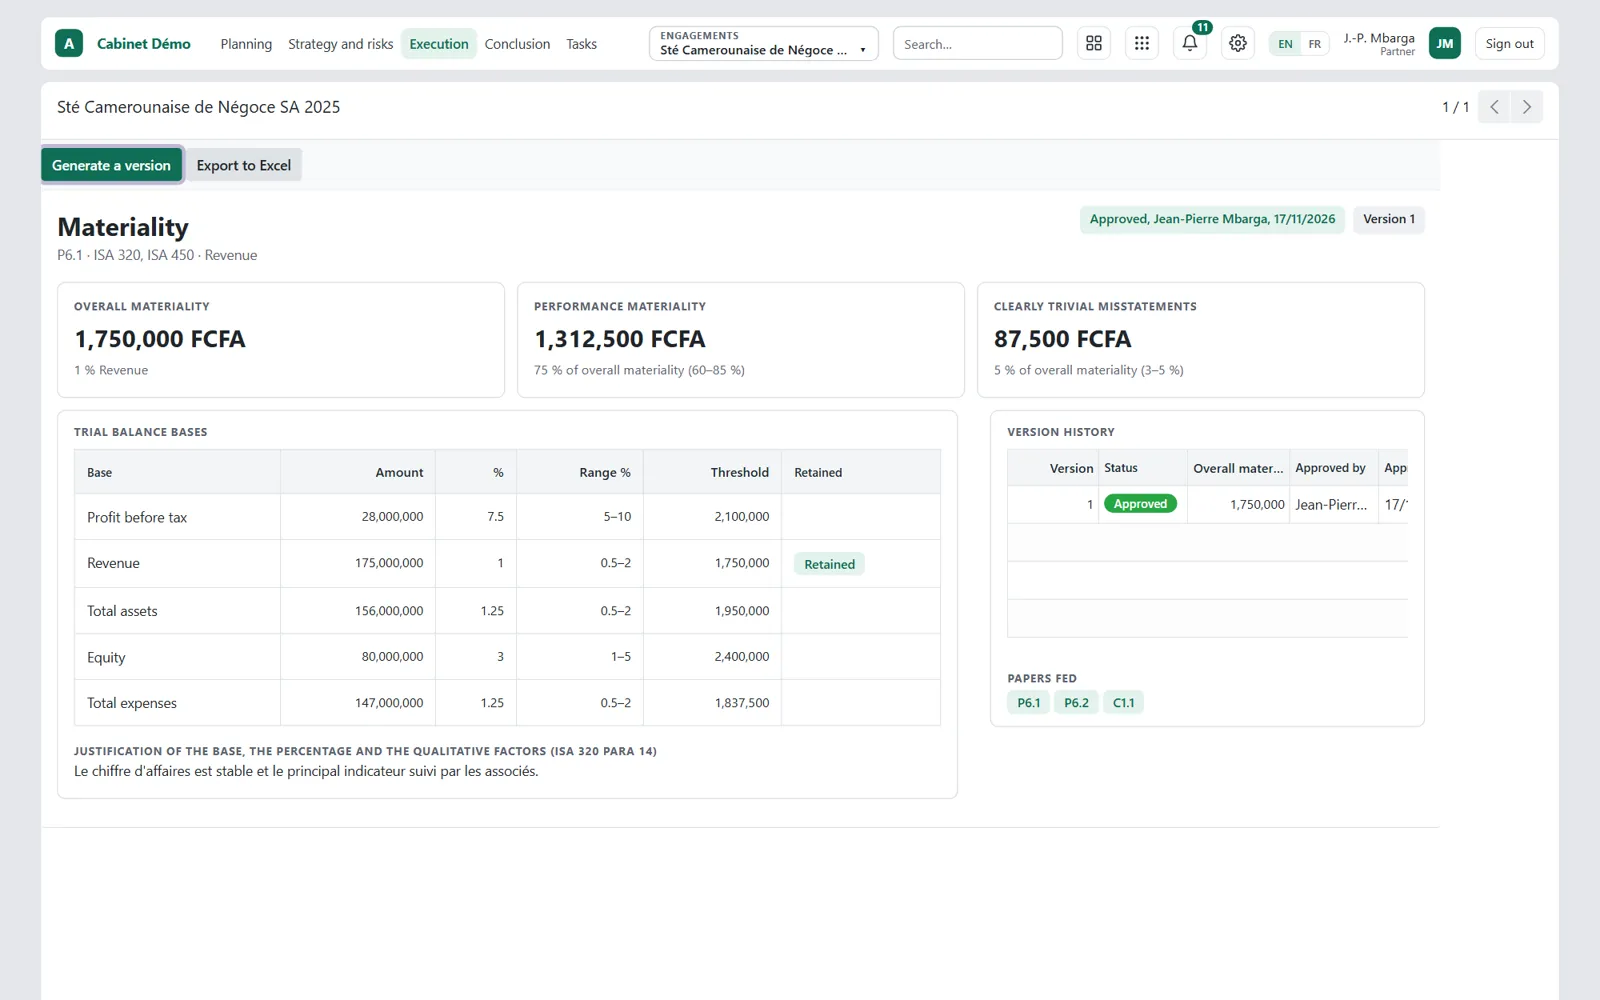 A Cabinet Démo Planning Strategy and risks Execution Conclusion Tasks
ENGAGEMENTS
Sté Camerounaise de Négoce ...
Search...
11
EN FR
J.-P. Mbarga
Partner
JM
Sign out
Sté Camerounaise de Négoce SA 2025
1 / 1
Generate a version
Export to Excel
Materiality
P6.1 · ISA 320, ISA 450 · Revenue
Approved, Jean-Pierre Mbarga, 17/11/2026
Version 1
OVERALL MATERIALITY
1,750,000 FCFA
1 % Revenue
PERFORMANCE MATERIALITY
1,312,500 FCFA
75 % of overall materiality (60–85 %)
CLEARLY TRIVIAL MISSTATEMENTS
87,500 FCFA
5 % of overall materiality (3–5 %)
TRIAL BALANCE BASES
Base Amount % Range % Threshold Retained
Profit before tax 28,000,000 7.5 5–10 2,100,000
Revenue 175,000,000 1 0.5–2 1,750,000 Retained
Total assets 156,000,000 1.25 0.5–2 1,950,000
Equity 80,000,000 3 1–5 2,400,000
Total expenses 147,000,000 1.25 0.5–2 1,837,500
JUSTIFICATION OF THE BASE, THE PERCENTAGE AND THE QUALITATIVE FACTORS (ISA 320 PARA 14)
Le chiffre d'affaires est stable et le principal indicateur suivi par les associés.
VERSION HISTORY
Version Status Overall mater... Approved by App
1 Approved 1,750,000 Jean-Pierr... 17/
PAPERS FED
P6.1 P6.2 C1.1